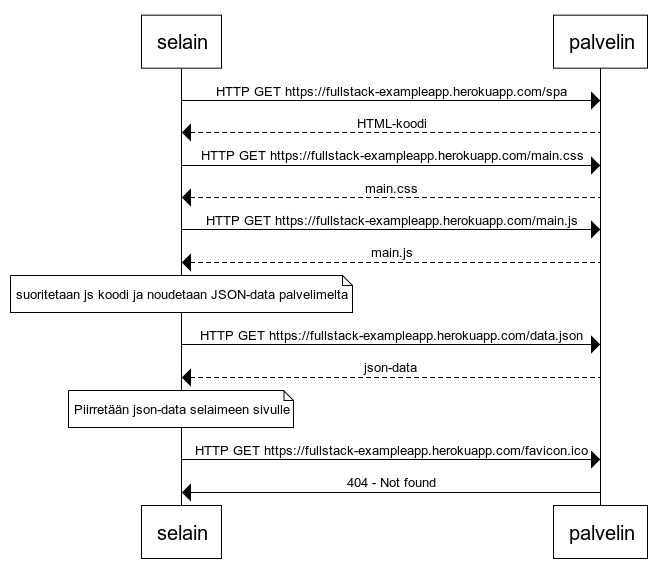 selain
palvelin
HTTP GET https://fullstack-exampleapp.herokuapp.com/spa
HTML-koodi
HTTP GET https://fullstack-exampleapp.herokuapp.com/main.css
main.css
HTTP GET https://fullstack-exampleapp.herokuapp.com/main.js
main.js
suoritetaan js koodi ja noudetaan JSON-data palvelimelta
HTTP GET https://fullstack-exampleapp.herokuapp.com/data.json
json-data
Piirretään json-data selaimeen sivulle
HTTP GET https://fullstack-exampleapp.herokuapp.com/favicon.ico
404 - Not found
selain
palvelin